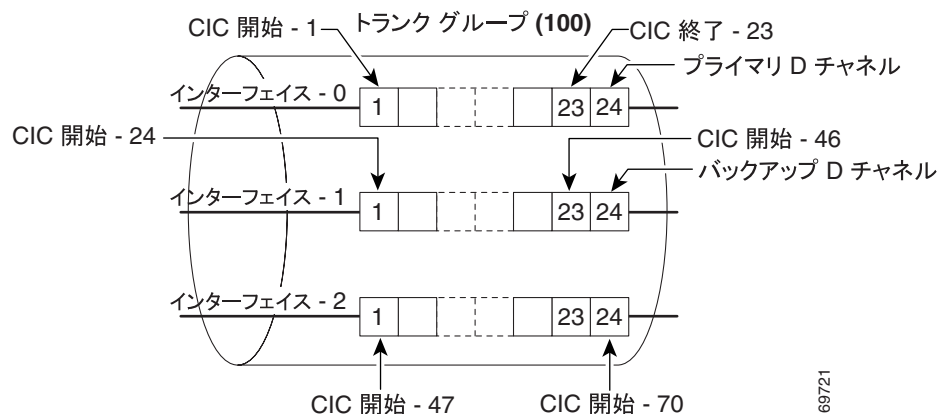 トランク グループ (100)
CIC 開始 - 1
CIC 終了 - 23
プライマリ D チャネル
インターフェイス - 0
1
23
24
CIC 開始 - 24
CIC 開始 - 46
バックアップ D チャネル
インターフェイス - 1
1
23
24
インターフェイス - 2
1
23
24
CIC 開始 - 47
CIC 開始 - 70
69721